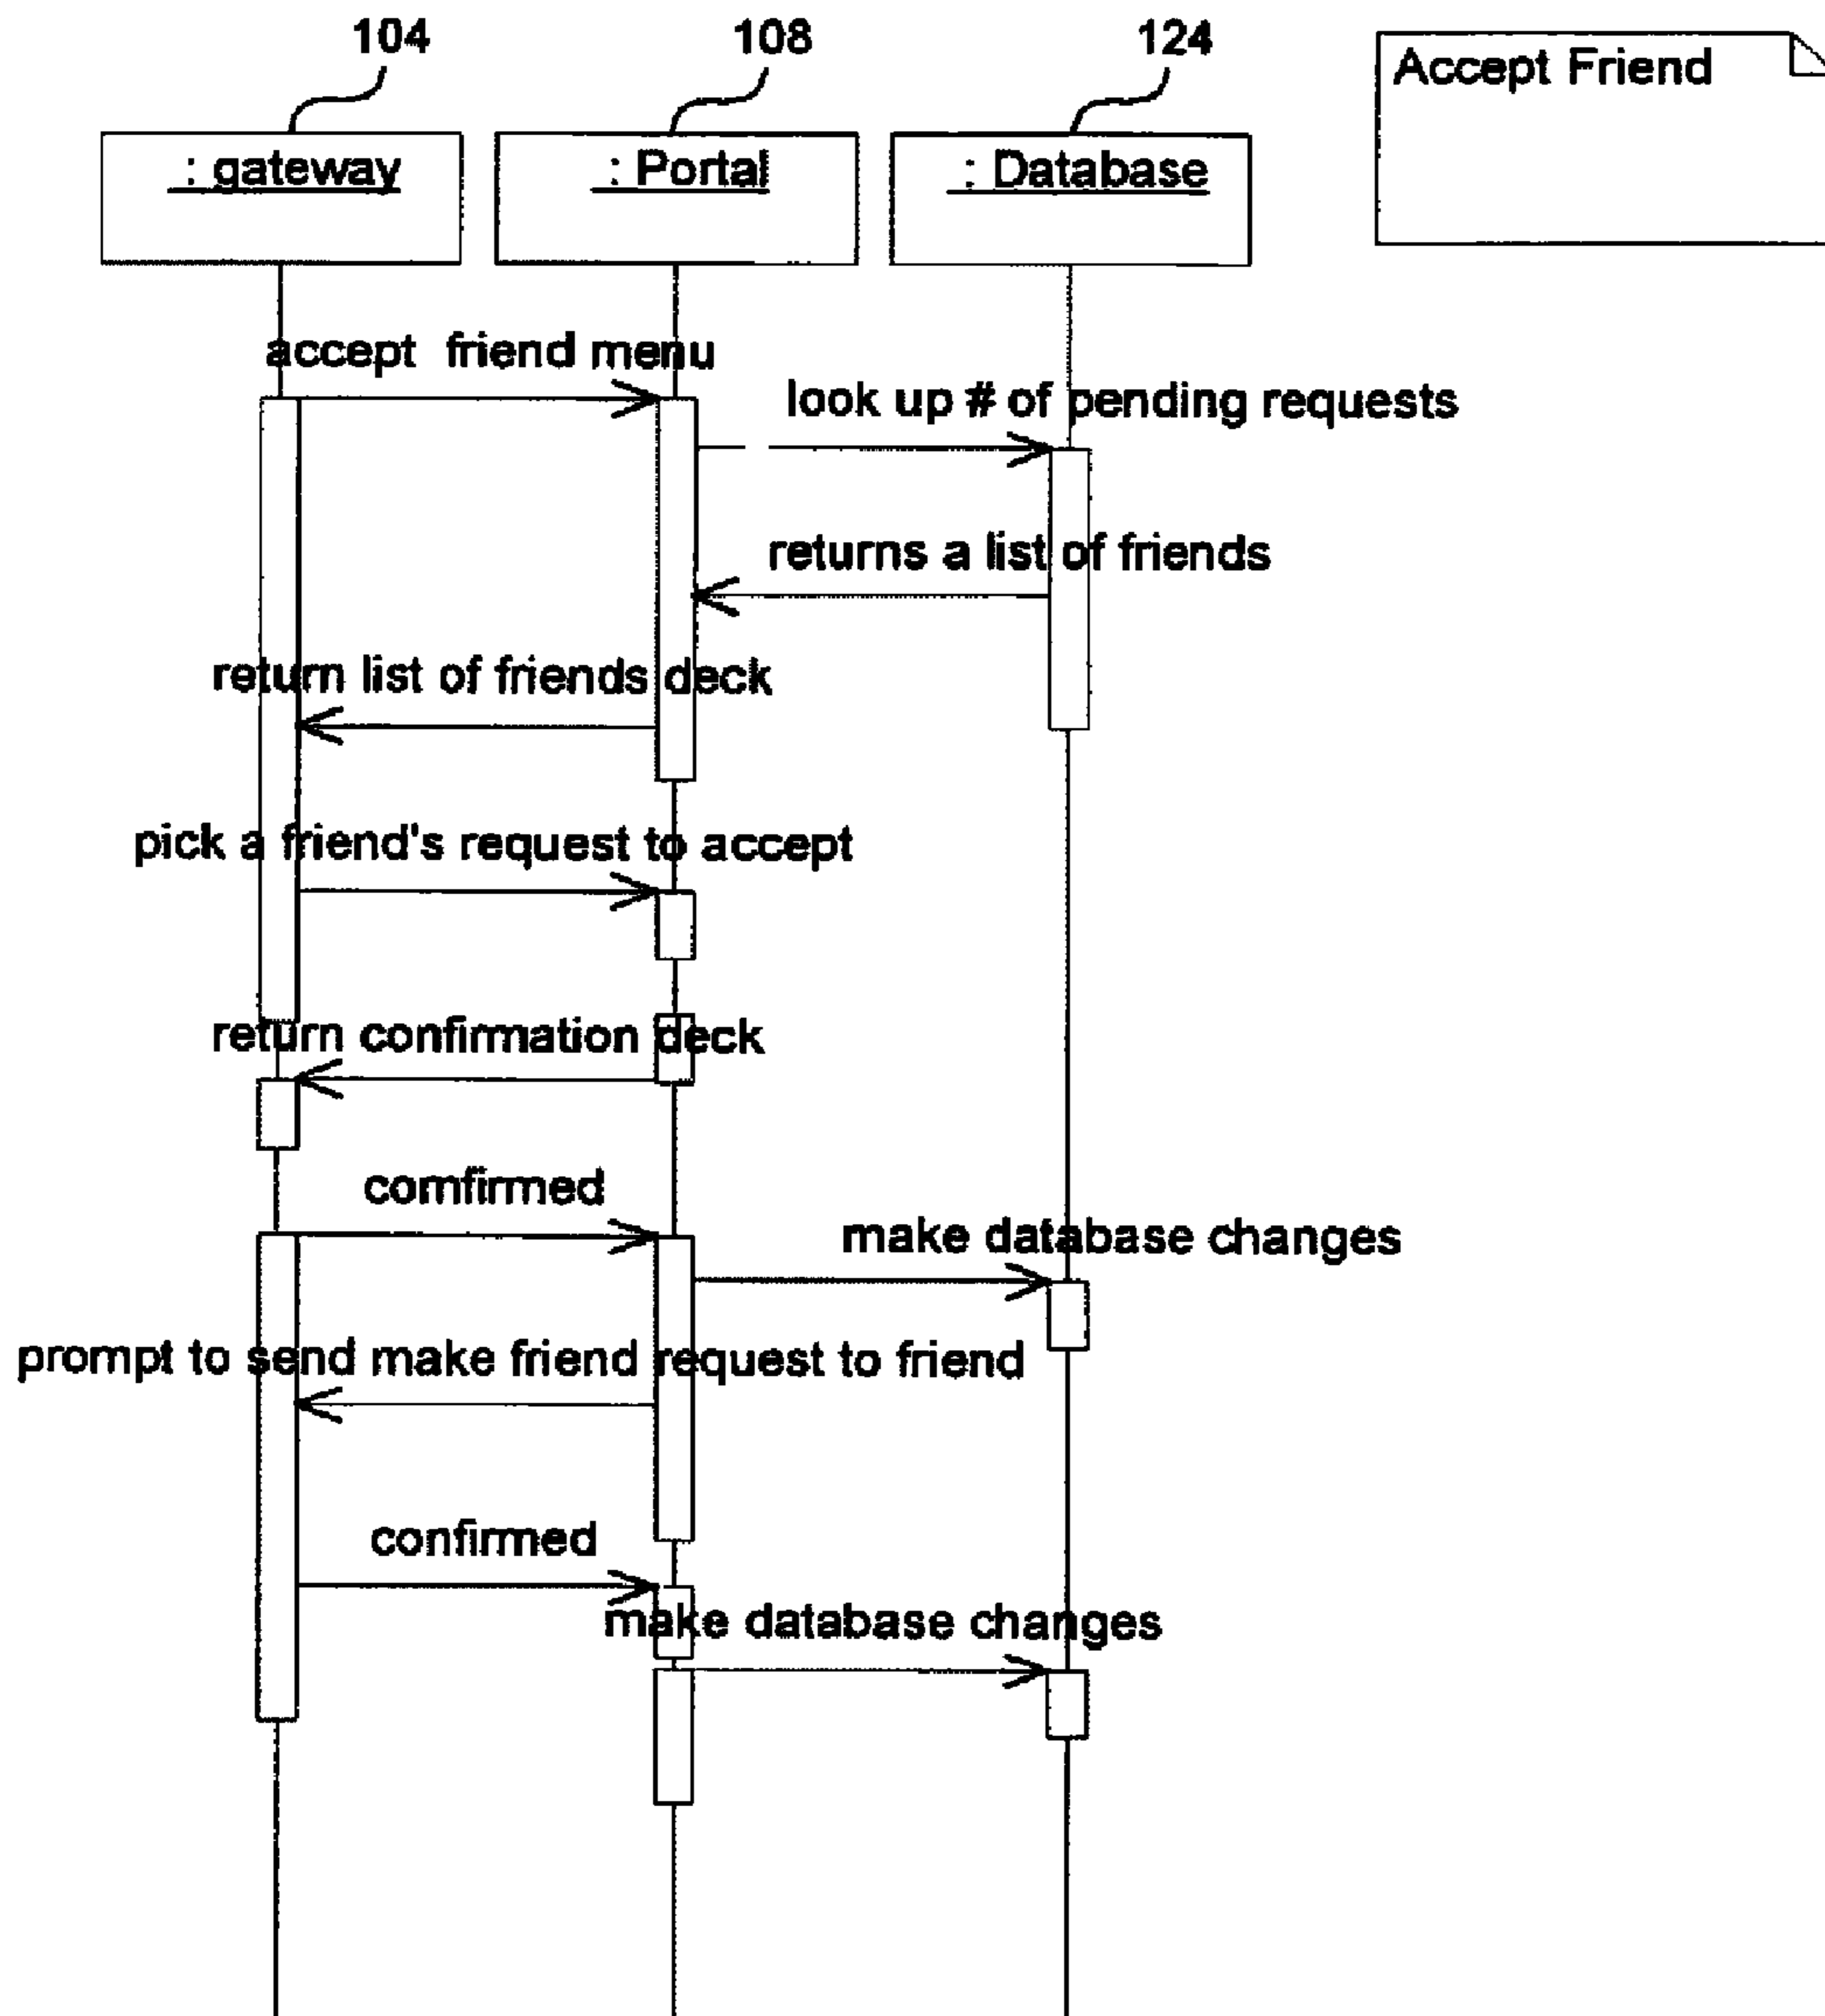 104
108
124
Accept Friend
: gateway
: Portal
: Database
accept friend menu
look up # of pending requests
returns a list of friends
return list of friends deck
pick a friend's request to accept
return confirmation deck
comfirmed
make database changes
prompt to send make friend request to friend
confirmed
make database changes